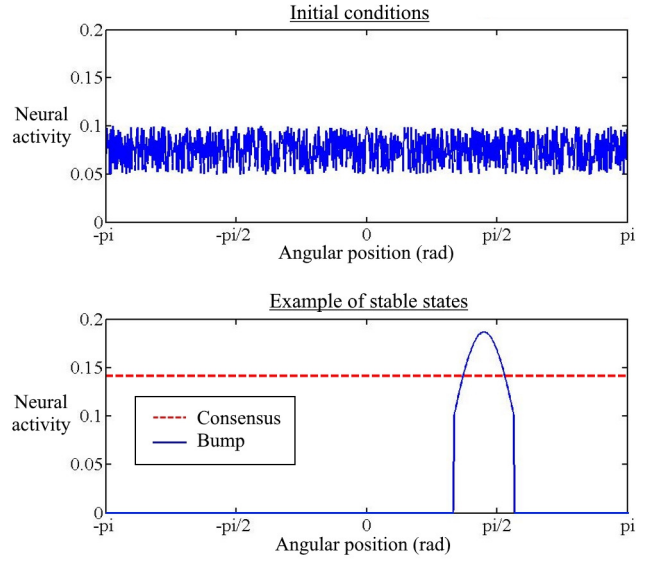 Initial conditions
0.2
0.15
Neural
activity
0.1
0.05
0
-pi
-pi/2
0
pi/2
pi
Angular position (rad)
Example of stable states
0.2
0.15
Neural
activity
0.1
0.05
0
Consensus
Bump
-pi
-pi/2
0
pi/2
pi
Angular position (rad)